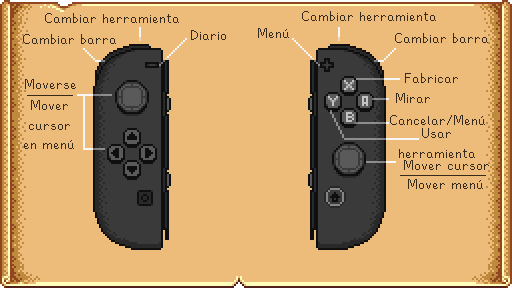 Cambiar herramienta
Cambiar barra
Diario
Moverse
Mover
cursor
en menú
Cambiar herramienta
Menú
Cambiar barra
Fabricar
Mirar
Cancelar/Menú
Usar
herramienta
Mover cursor
Mover menú
X
Y
A
B